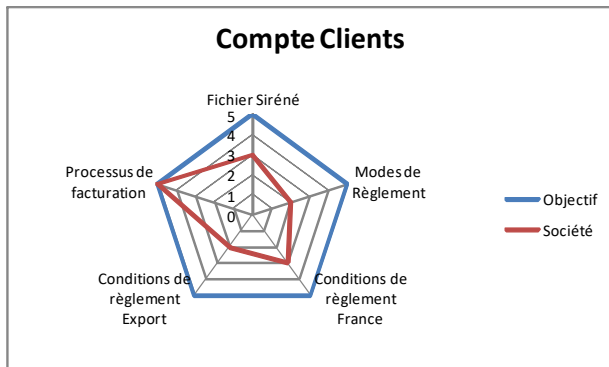 Compte Clients
Fichier Siréné
5
4
3
2
1
0
Modes de
Règlement
Conditions de
règlement
France
Conditions de
règlement
Export
Processus de
facturation
Objectif
Société